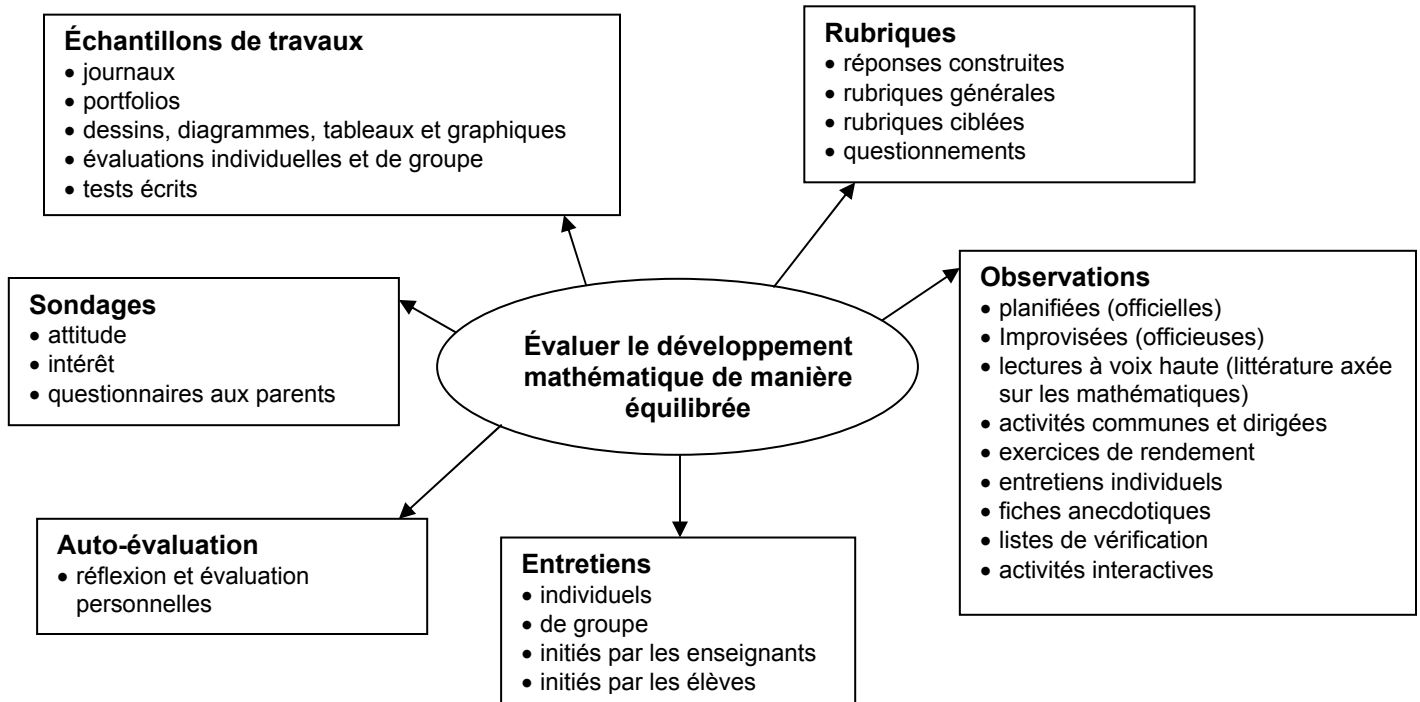 Échantillons de travaux
• journaux
• portfolios
• dessins, diagrammes, tableaux et graphiques
• évaluations individuelles et de groupe
• tests écrits
Rubriques
• réponses construites
• rubriques générales
• rubriques ciblées
• questionnements
Sondages
• attitude
• intérêt
• questionnaires aux parents
Évaluer le développement
mathématique de manière
équilibrée
Observations
• planifiées (officielles)
• Improvisées (officieuses)
• lectures à voix haute (littérature axée
sur les mathématiques)
• activités communes et dirigées
• exercices de rendement
• entretiens individuels
• fiches anecdotiques
• listes de vérification
• activités interactives
Auto-évaluation
• réflexion et évaluation
personnelles
Entretiens
• individuels
• de groupe
• initiés par les enseignants
• initiés par les élèves